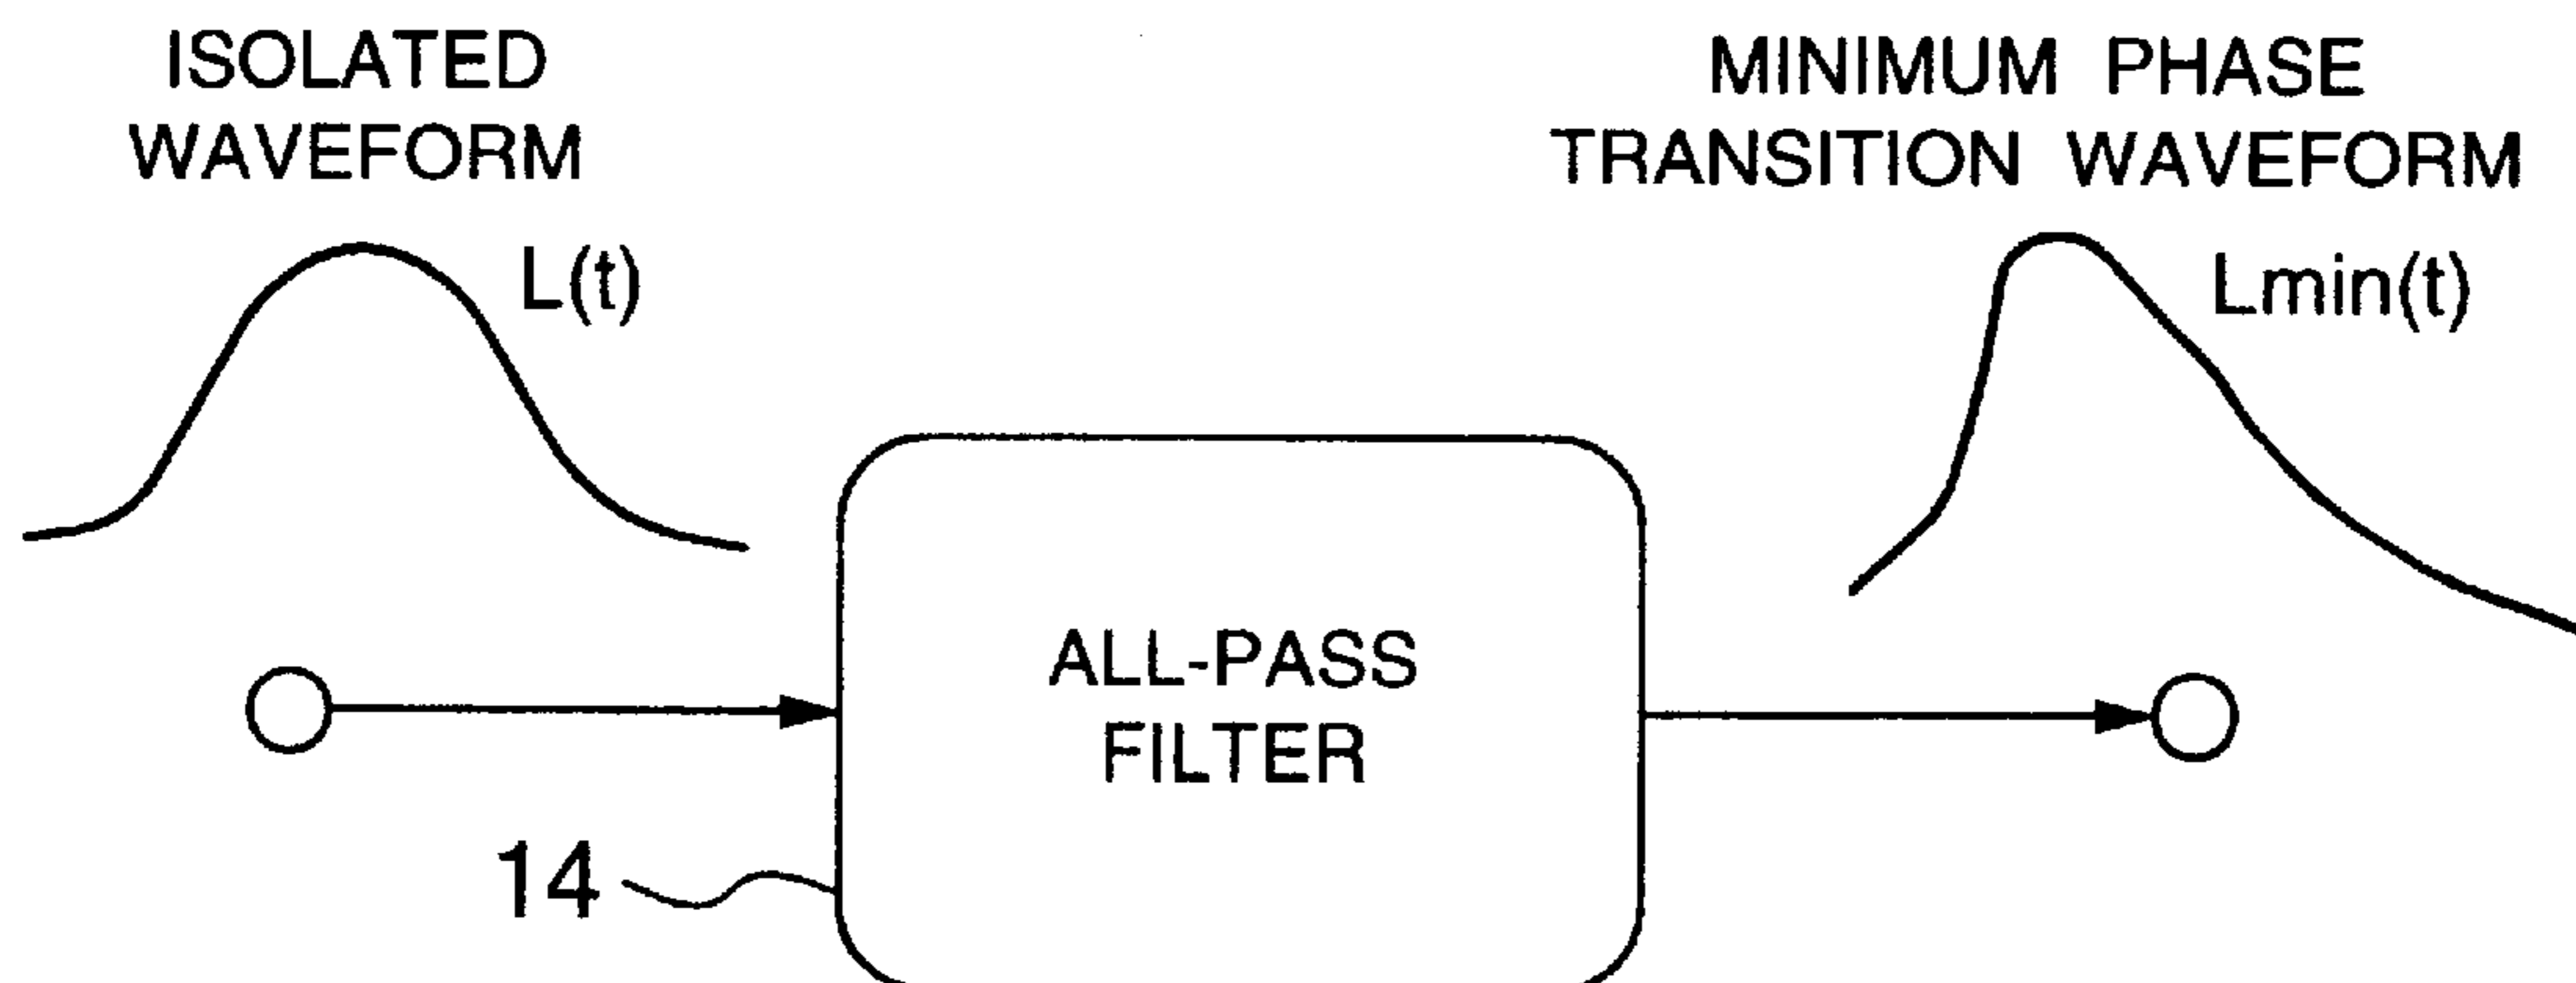 ISOLATED
WAVEFORM
L(t)
MINIMUM PHASE
TRANSITION WAVEFORM
Lmin(t)
ALL-PASS
FILTER
14